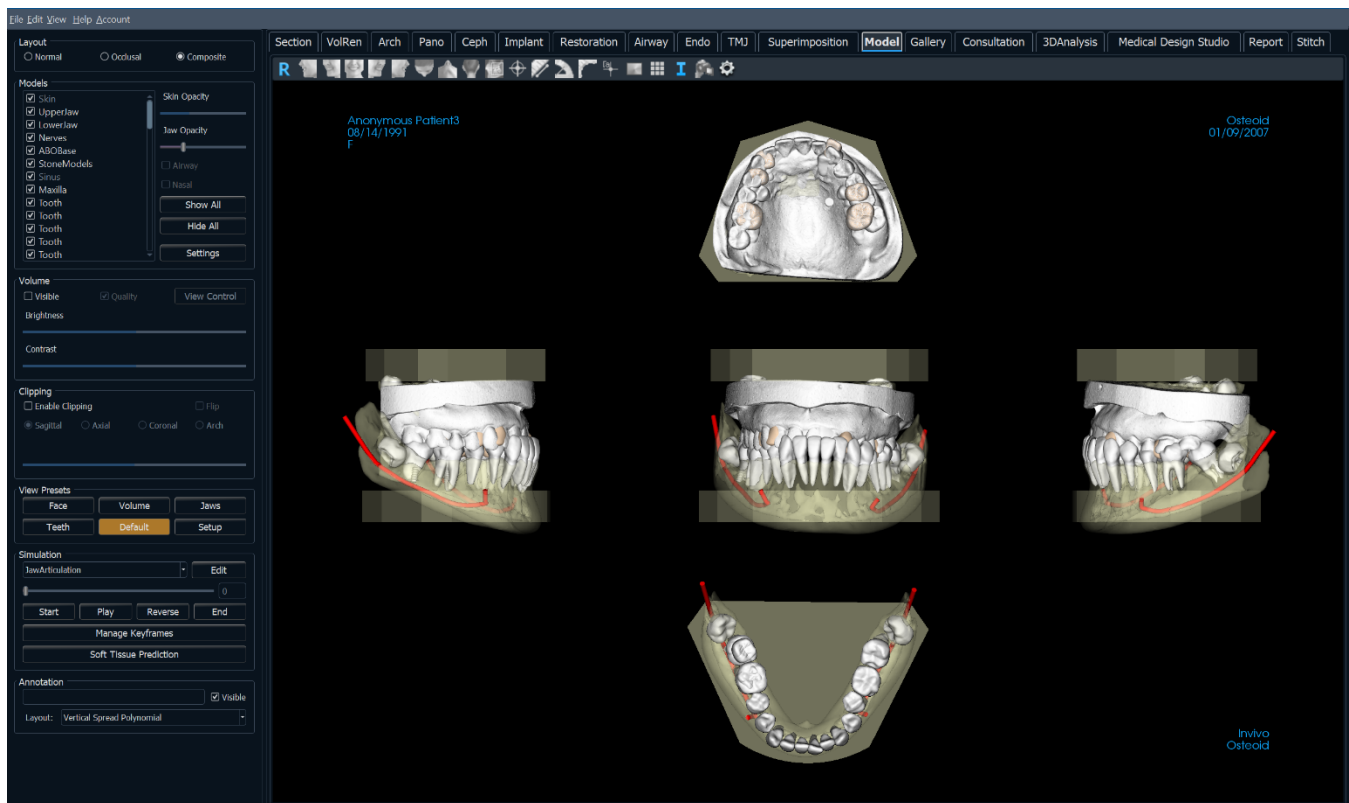 File Edit View Help Account
Layout
Normal Occlusal Composite
Models
Skin
UpperJaw
LowerJaw
Nerves
ABOBase
StoneModels
Sinus
Maxilla
Tooth
Tooth
Tooth
Tooth
Tooth
Skin Opacity
Jaw Opacity
Airway
Nasal
Show All
Hide All
Settings
Volume
Visible Quality View Control
Brightness
Contrast
Clipping
Enable Clipping Flip
Sagittal Axial Coronal Arch
View Presets
Face Volume Jaws
Teeth Default Setup
Simulation
JawArticulation Edit
0
Start Play Reverse End
Manage Keyframes
Soft Tissue Prediction
Annotation
Visible
Layout: Vertical Spread Polynomial
Section VolRen Arch Pano Ceph Implant Restoration Airway Endo TMJ Superimposition Model Gallery Consultation 3DAnalysis Medical Design Studio Report Stitch
R I
Anonymous Patient3
08/14/1991
F
Osteoid
01/09/2007
Invivo
Osteoid